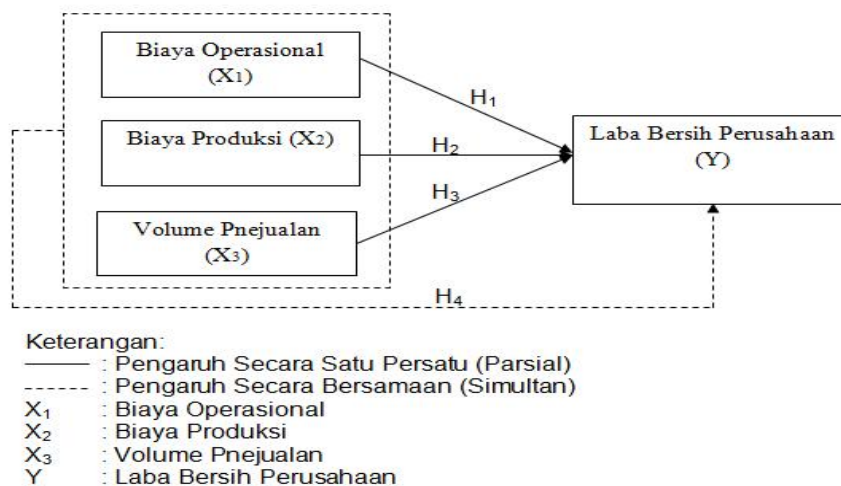 Biaya Operasional
(X1)
H1
Biaya Produksi (X2)
H2
Laba Bersih Perusahaan
(Y)
H3
Volume Pnejualan
(X3)
H4
Keterangan:
: Pengaruh Secara Satu Persatu (Parsial)
: Pengaruh Secara Bersamaan (Simultan)
X1 : Biaya Operasional
X2 : Biaya Produksi
X3 : Volume Pnejualan
Y : Laba Bersih Perusahaan